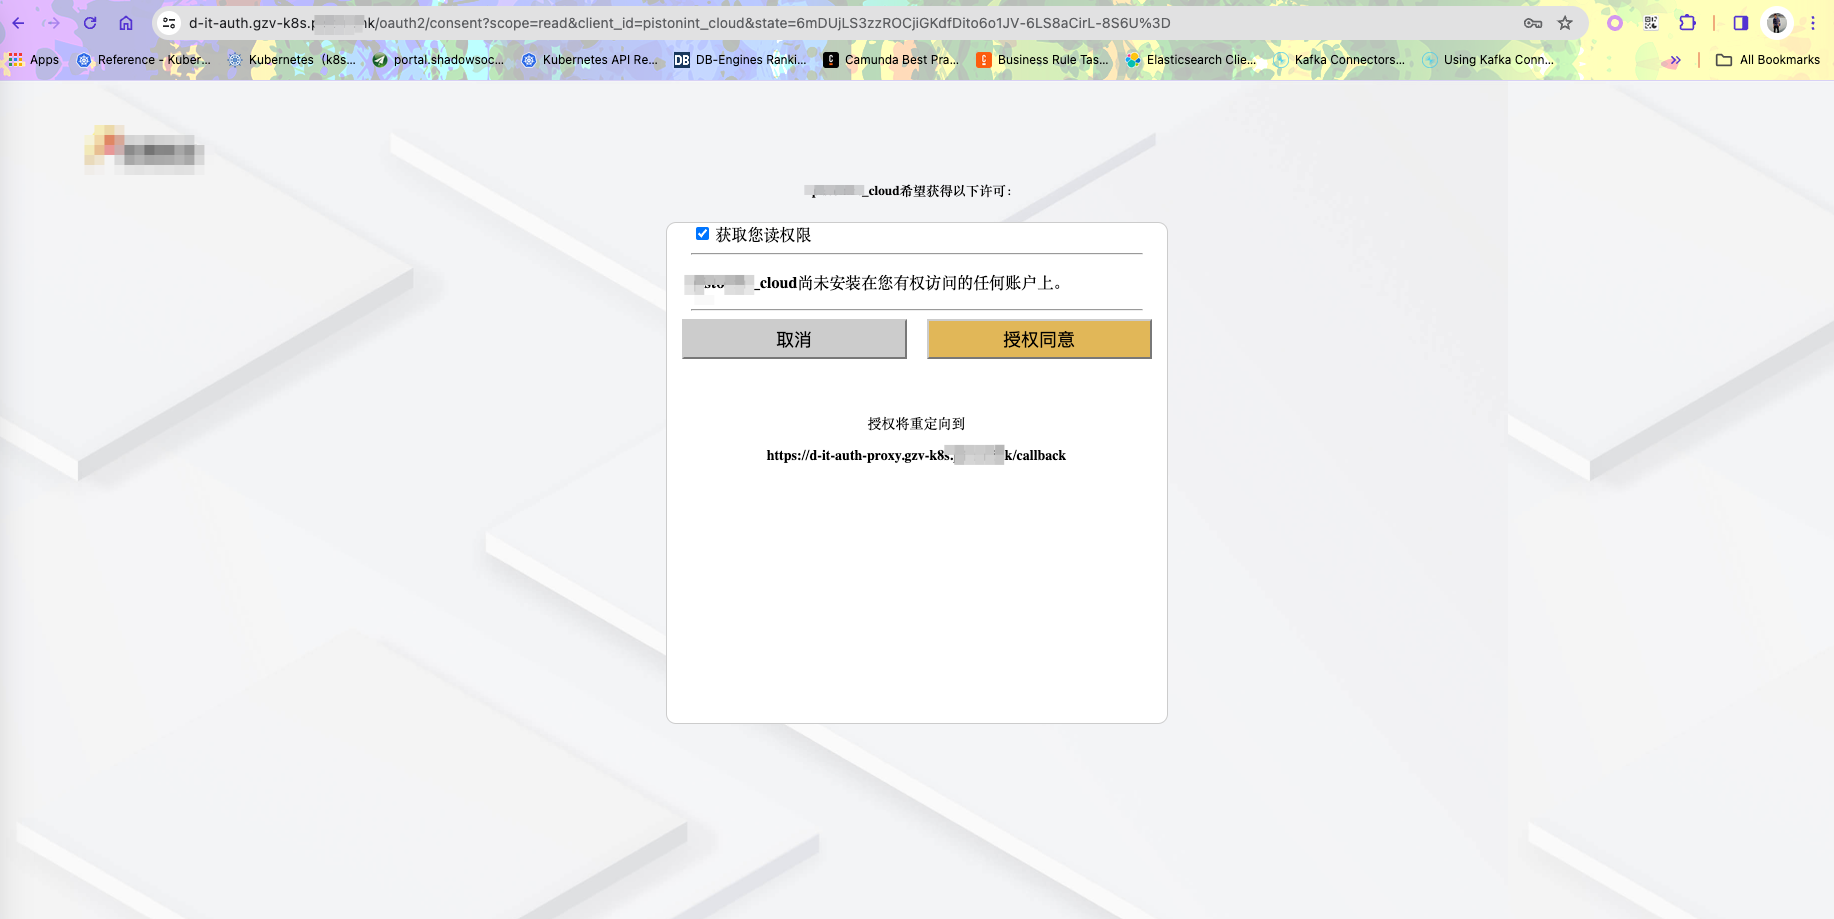 d-it-auth.gzv-k8s. /oauth2/consent?scope=read&client_id=pistonint_cloud&state=6mDUjLS3zzROCjiGKdfDito6o1JV-6LS8aCirL-8S6U%3D
Apps Reference - Kuber... Kubernetes (k8s... portal.shadowsoc... Kubernetes API Re... DB DB-Engines Ranki... Camunda Best Pra... Business Rule Tas... Elasticsearch Clie... Kafka Connectors... Using Kafka Conn... » All Bookmarks
_cloud希望获得以下许可:
获取您读权限
_cloud尚未安装在您有权访问的任何账户上。
取消 授权同意
授权将重定向到
https://d-it-auth-proxy.gzv-k8s. k/callback